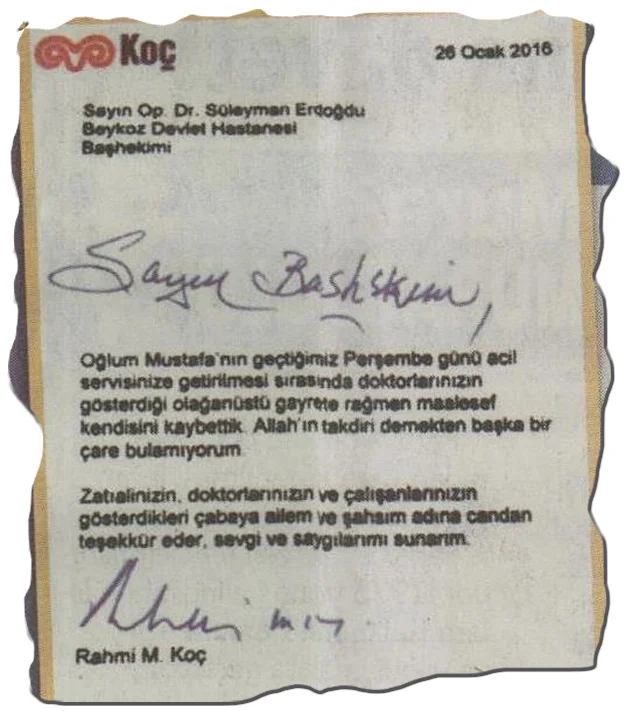 Koç
26 Ocak 2016
Sayın Op. Dr. Süleyman Erdoğdu
Beykoz Devlet Hastanesi
Başhekimi
Sayın Başhekim,
Oğlum Mustafa'nın geçtiğimiz Perşembe günü acil
servisinize getirilmesi sırasında doktorlarınızın
gösterdiği olağanüstü gayrete rağmen maalesef
kendisini kaybettik. Allah'ın takdiri demekten başka bir
çare bulamıyorum.
Zatıalinizin, doktorlarınızın ve çalışanlarınızın
gösterdikleri çabaya ailem ve şahsım adına candan
teşekkür eder, sevgi ve saygılarımı sunarım.
Rahmi M. Koç